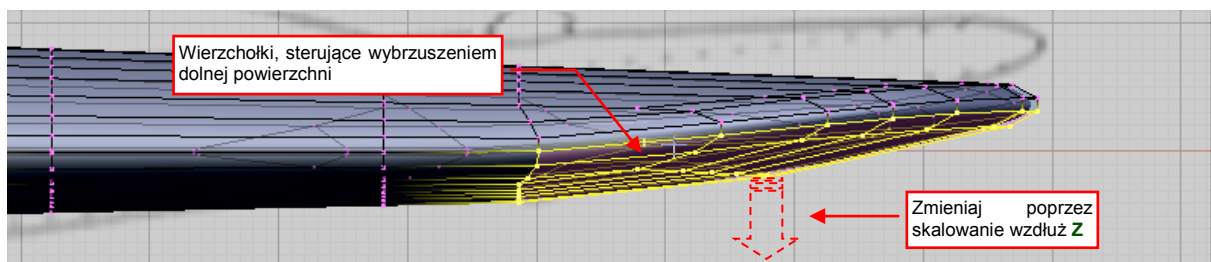 Wierzchołki, sterujące wybrzuszeniem
dolnej powierzchni
Zmieniaj poprzez
skalowanie wzdłuż Z